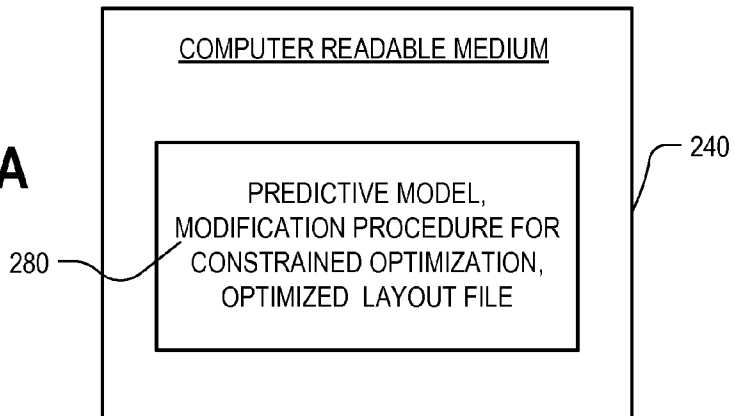 COMPUTER READABLE MEDIUM
A
240
PREDICTIVE MODEL,
MODIFICATION PROCEDURE FOR
280
CONSTRAINED OPTIMIZATION,
OPTIMIZED LAYOUT FILE